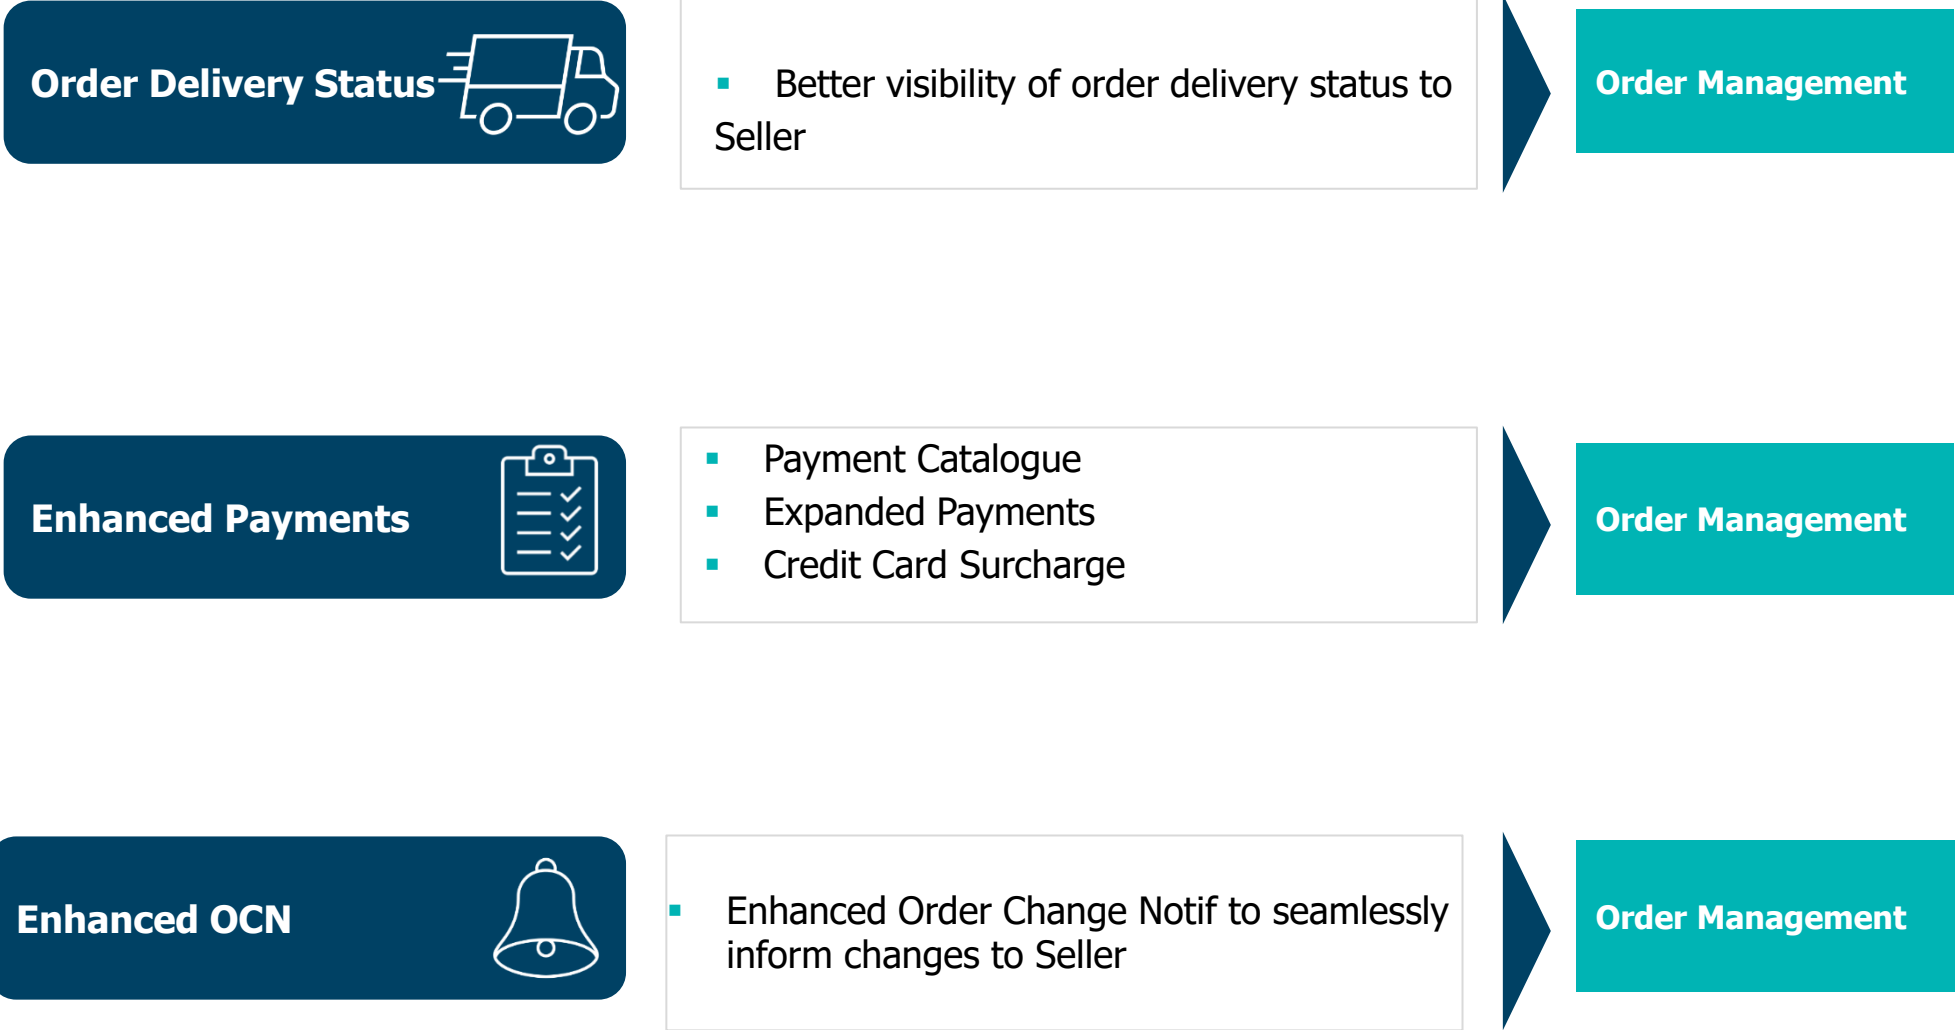 Order Delivery Status
▪ Better visibility of order delivery status to
Seller
Order Management
Enhanced Payments
▪ Payment Catalogue
▪ Expanded Payments
▪ Credit Card Surcharge
Order Management
Enhanced OCN
▪ Enhanced Order Change Notif to seamlessly
inform changes to Seller
Order Management